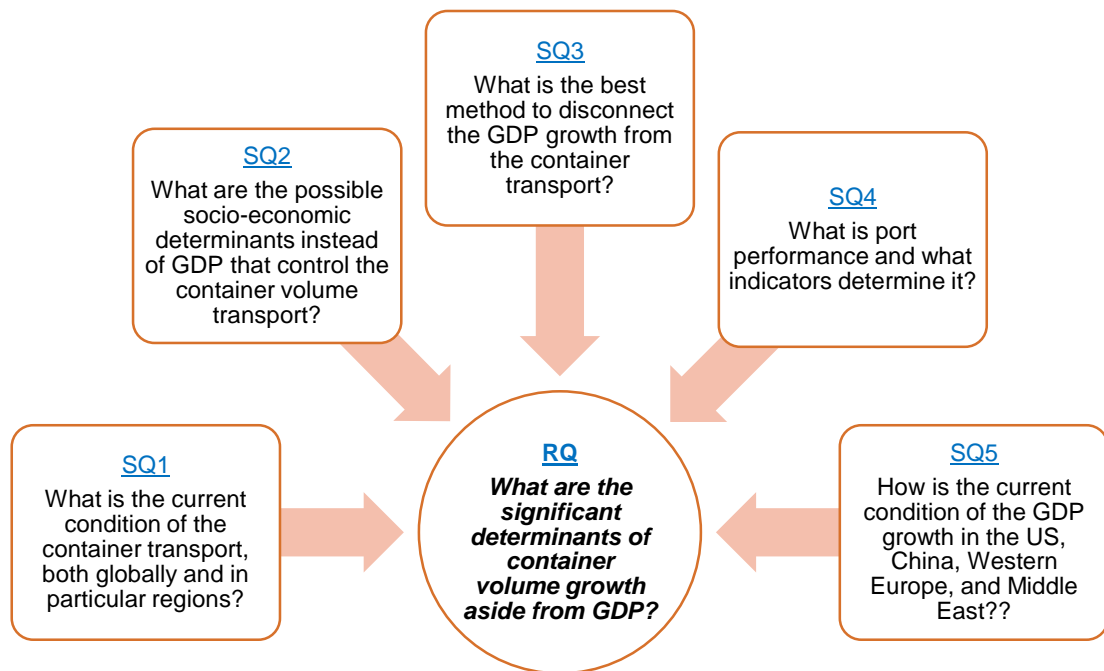 SQ3
What is the best
method to disconnect
the GDP growth from
the container
transport?
SQ2
What are the possible
socio-economic
determinants instead
of GDP that control the
container volume
transport?
SQ4
What is port
performance and what
indicators determine it?
SQ1
What is the current
condition of the
container transport,
both globally and in
particular regions?
RQ
What are the
significant
determinants of
container
volume growth
aside from GDP?
SQ5
How is the current
condition of the GDP
growth in the US,
China, Western
Europe, and Middle
East??